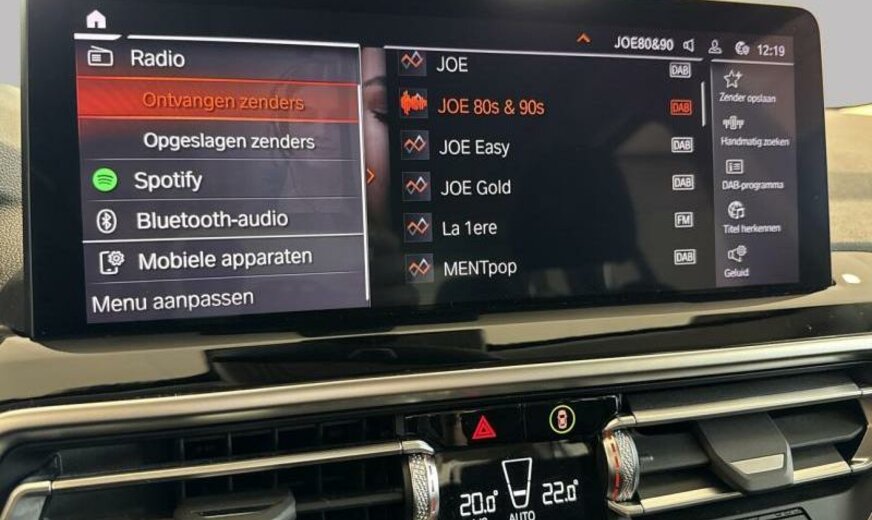 JOE80&90 12:19
Radio
Ontvangen zenders
Opgeslagen zenders
Spotify
Bluetooth-audio
Mobiele apparaten
Menu aanpassen
JOE DAB
JOE 80s & 90s DAB
JOE Easy DAB
JOE Gold DAB
La 1ere FM
MENTpop DAB
Zender opslaan
Handmatig zoeken
DAB-programma
Titel herkennen
Geluid
20.0° 22.0°
AUTO